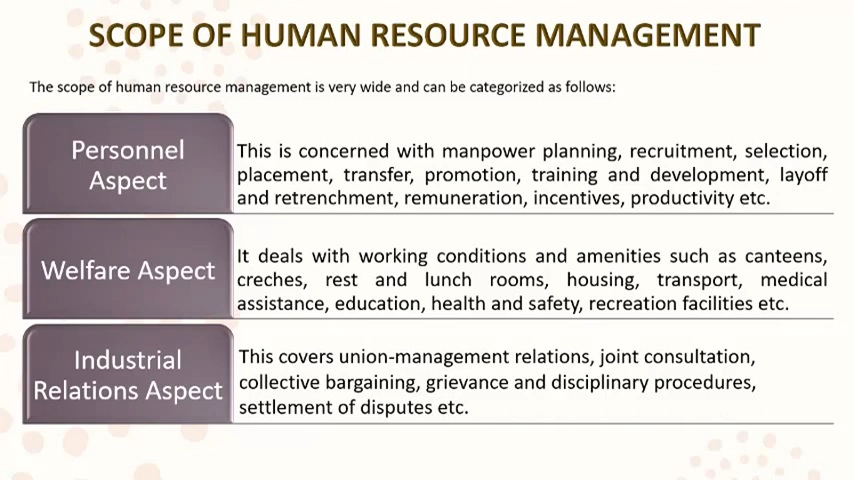 SCOPE OF HUMAN RESOURCE MANAGEMENT
The scope of human resource management is very wide and can be categorized as follows:
Personnel
Aspect
This is concerned with manpower planning, recruitment, selection,
placement, transfer, promotion, training and development, layoff
and retrenchment, remuneration, incentives, productivity etc.
Welfare Aspect
It deals with working conditions and amenities such as canteens,
creches, rest and lunch rooms, housing, transport, medical
assistance, education, health and safety, recreation facilities etc.
Industrial
Relations Aspect
This covers union-management relations, joint consultation,
collective bargaining, grievance and disciplinary procedures,
settlement of disputes etc.